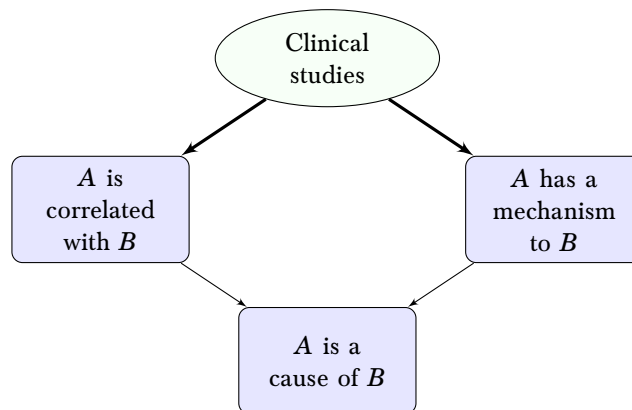 Clinical
studies
A is
correlated
with B
A has a
mechanism
to B
A is a
cause of B